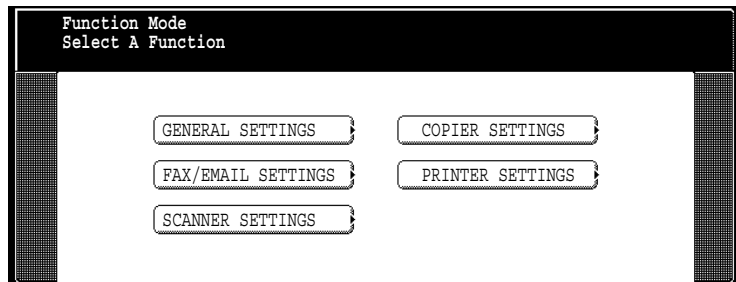 Function Mode
Select A Function
GENERAL SETTINGS
COPIER SETTINGS
FAX/EMAIL SETTINGS
PRINTER SETTINGS
SCANNER SETTINGS